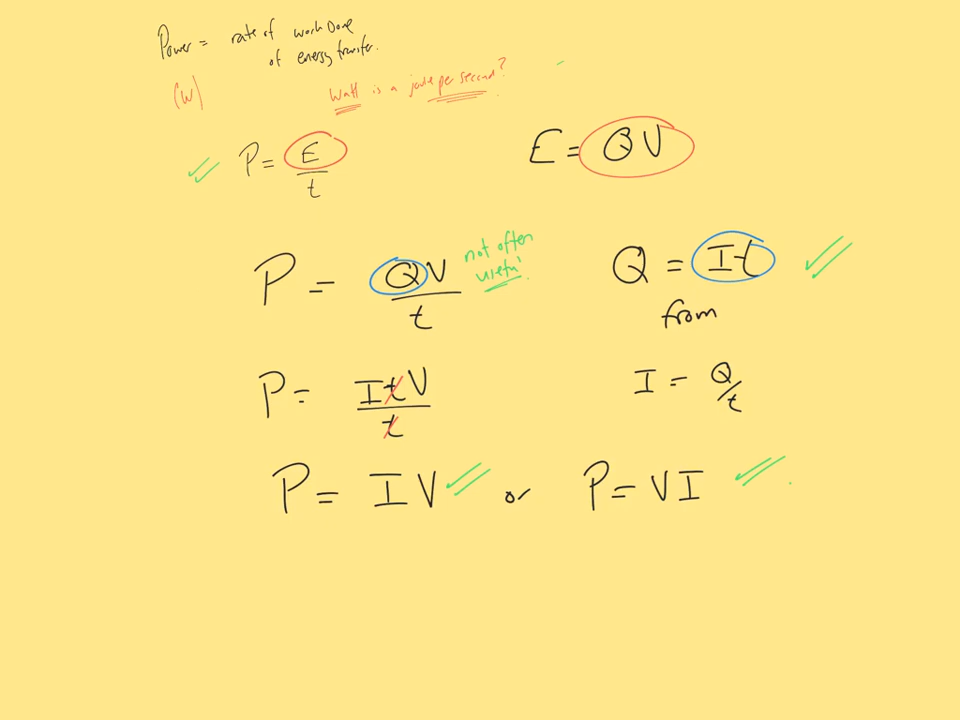 Power = rate of work Done
of energy transfer.
(W)
Watt is a joule per second?
P = E/t
E = QV
P = QV/t
not often
useful
Q = It
from
P = ItV/t
I = Q/t
P = IV or P = VI